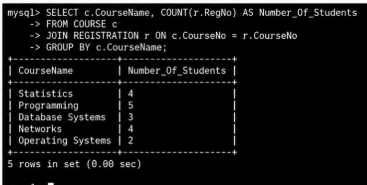 mysql> SELECT c.CourseName, COUNT(r.RegNo) AS Number_Of_Students
    -> FROM COURSE c
    -> JOIN REGISTRATION r ON c.CourseNo = r.CourseNo
    -> GROUP BY c.CourseName;
+-------------------+--------------------+
| CourseName        | Number_Of_Students |
+-------------------+--------------------+
| Statistics        | 4                  |
| Programming       | 5                  |
| Database Systems  | 3                  |
| Networks          | 4                  |
| Operating Systems | 2                  |
+-------------------+--------------------+
5 rows in set (0.00 sec)